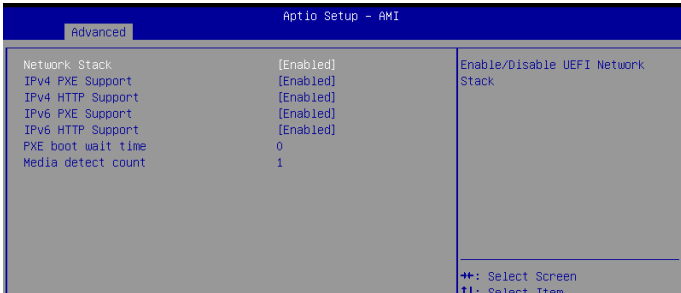 Aptio Setup – AMI
Advanced
Network Stack [Enabled]
IPv4 PXE Support [Enabled]
IPv4 HTTP Support [Enabled]
IPv6 PXE Support [Enabled]
IPv6 HTTP Support [Enabled]
PXE boot wait time 0
Media detect count 1
Enable/Disable UEFI Network
Stack
→←: Select Screen
↑↓: Select Item